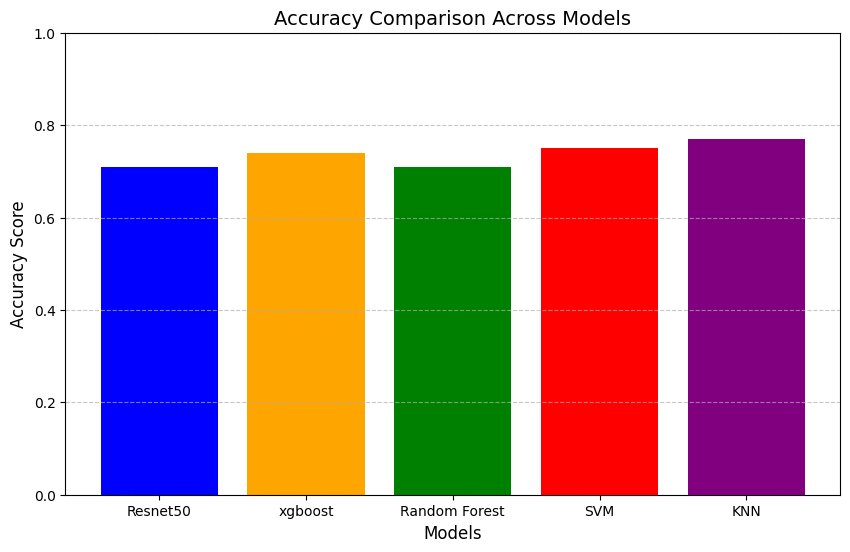 Accuracy Comparison Across Models
1.0
0.8
0.6
0.4
0.2
0.0
Accuracy Score
Resnet50 xgboost Random Forest SVM KNN
Models